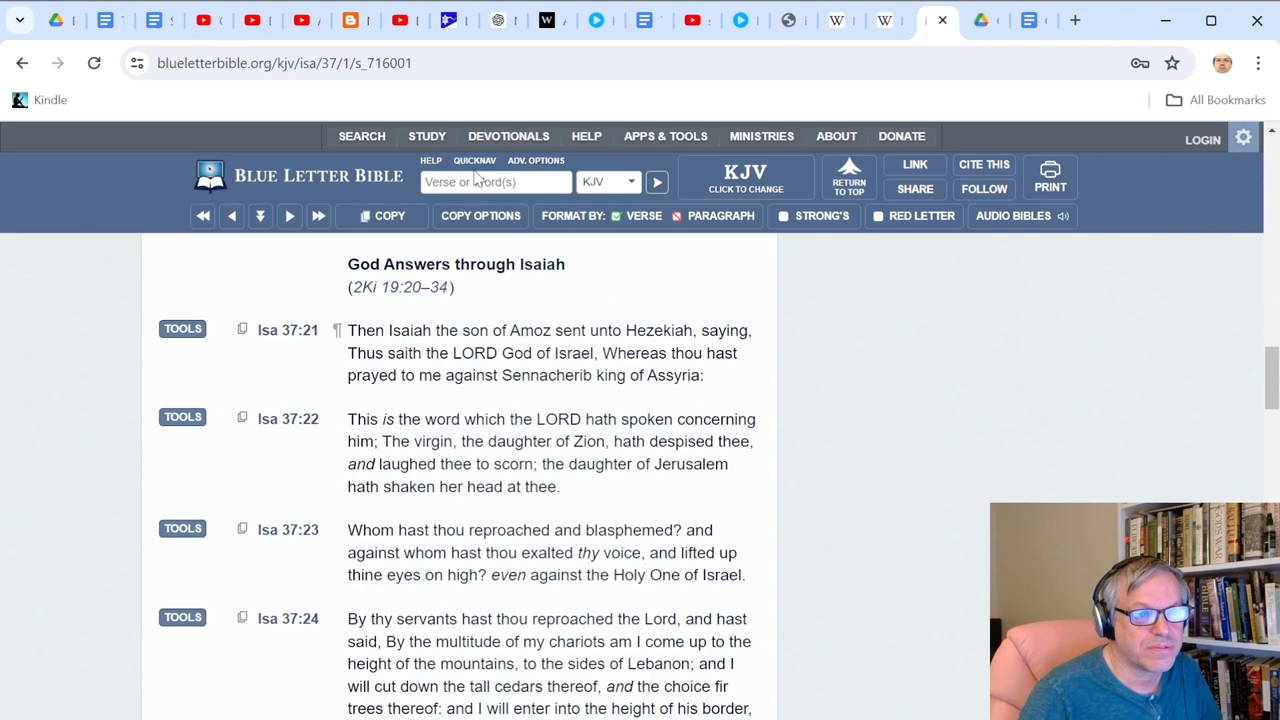 blueletterbible.org/kjv/isa/37/1/s_716001
Kindle
All Bookmarks
SEARCH STUDY DEVOTIONALS HELP APPS & TOOLS MINISTRIES ABOUT DONATE
LOGIN
HELP QUICKNAV ADV. OPTIONS
BLUE LETTER BIBLE
Verse or word(s)
KJV
KJV
CLICK TO CHANGE
RETURN
TO TOP
LINK CITE THIS
SHARE FOLLOW
PRINT
COPY COPY OPTIONS FORMAT BY: VERSE PARAGRAPH STRONG'S RED LETTER AUDIO BIBLES
God Answers through Isaiah
(2Ki 19:20–34)
TOOLS Isa 37:21 ¶ Then Isaiah the son of Amoz sent unto Hezekiah, saying,
Thus saith the LORD God of Israel, Whereas thou hast
prayed to me against Sennacherib king of Assyria:
TOOLS Isa 37:22 This is the word which the LORD hath spoken concerning
him; The virgin, the daughter of Zion, hath despised thee,
and laughed thee to scorn; the daughter of Jerusalem
hath shaken her head at thee.
TOOLS Isa 37:23 Whom hast thou reproached and blasphemed? and
against whom hast thou exalted thy voice, and lifted up
thine eyes on high? even against the Holy One of Israel.
TOOLS Isa 37:24 By thy servants hast thou reproached the Lord, and hast
said, By the multitude of my chariots am I come up to the
height of the mountains, to the sides of Lebanon; and I
will cut down the tall cedars thereof, and the choice fir
trees thereof: and I will enter into the height of his border,